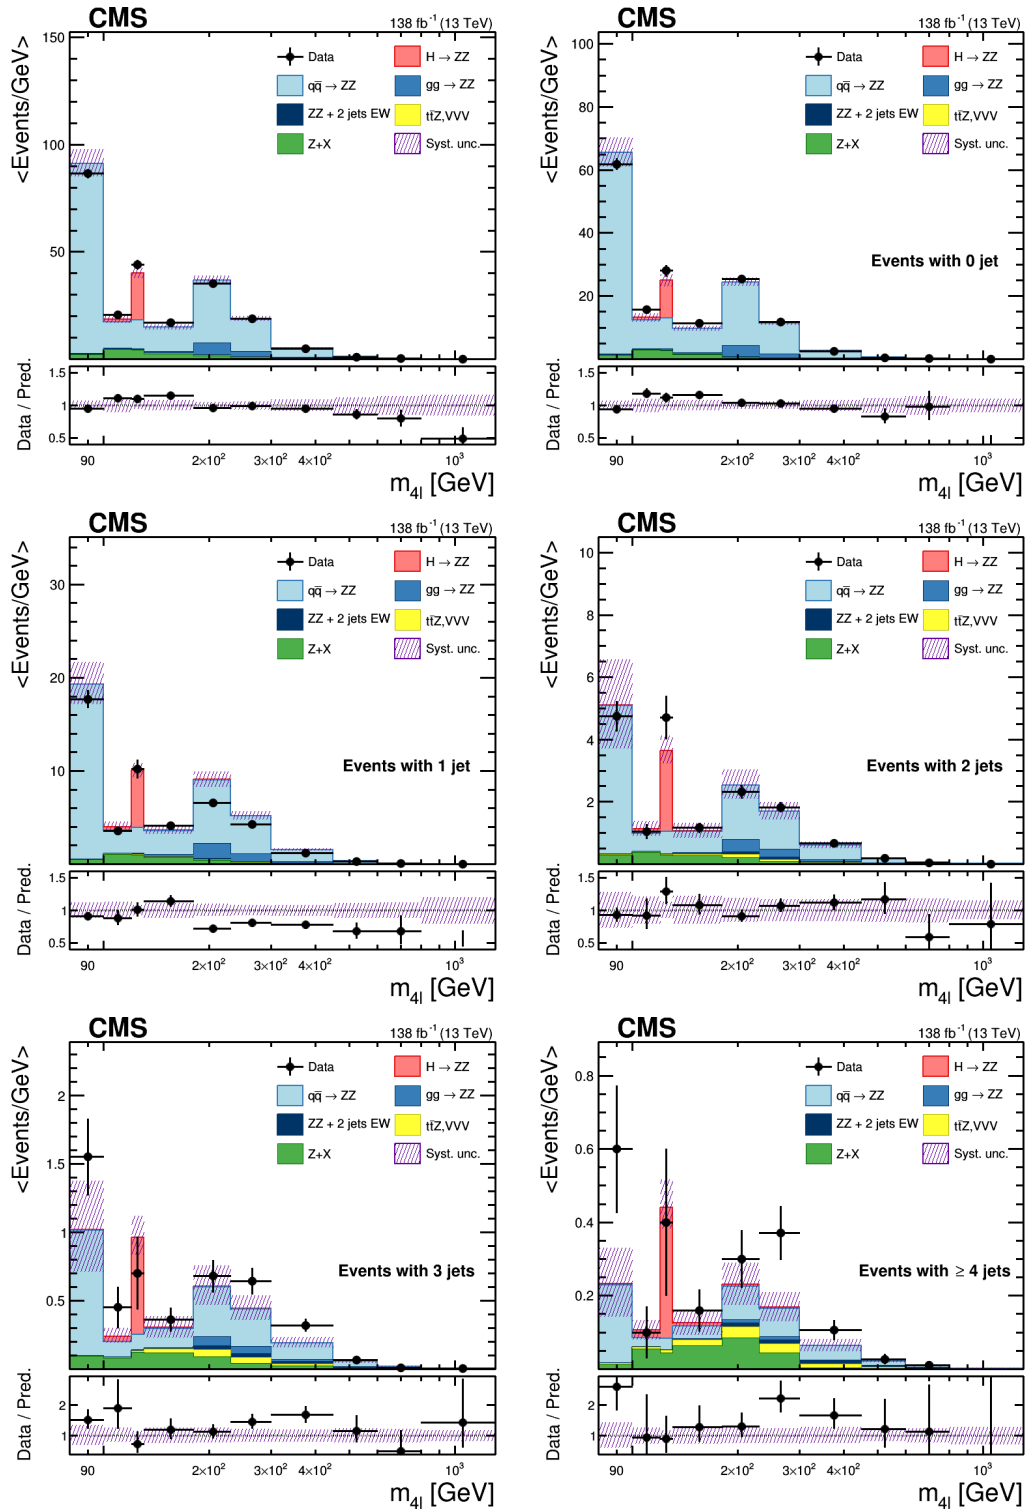 CMS
138 fb⁻¹ (13 TeV)
<Events/GeV>
150
100
50
Data
H → ZZ
qq̅ → ZZ
gg → ZZ
ZZ + 2 jets EW
tt̅Z,VVV
Z+X
Syst. unc.
Data / Pred.
1.5
1
0.5
90
2×10²
3×10²
4×10²
10³
m₄ₗ [GeV]
CMS
138 fb⁻¹ (13 TeV)
<Events/GeV>
100
80
60
40
20
Data
H → ZZ
qq̅ → ZZ
gg → ZZ
ZZ + 2 jets EW
tt̅Z,VVV
Z+X
Syst. unc.
Events with 0 jet
Data / Pred.
1.5
1
0.5
90
2×10²
3×10²
4×10²
10³
m₄ₗ [GeV]
CMS
138 fb⁻¹ (13 TeV)
<Events/GeV>
30
20
10
Data
H → ZZ
qq̅ → ZZ
gg → ZZ
ZZ + 2 jets EW
tt̅Z,VVV
Z+X
Syst. unc.
Events with 1 jet
Data / Pred.
1.5
1
0.5
90
2×10²
3×10²
4×10²
10³
m₄ₗ [GeV]
CMS
138 fb⁻¹ (13 TeV)
<Events/GeV>
10
8
6
4
2
Data
H → ZZ
qq̅ → ZZ
gg → ZZ
ZZ + 2 jets EW
tt̅Z,VVV
Z+X
Syst. unc.
Events with 2 jets
Data / Pred.
1.5
1
0.5
90
2×10²
3×10²
4×10²
10³
m₄ₗ [GeV]
CMS
138 fb⁻¹ (13 TeV)
<Events/GeV>
2
1.5
1
0.5
Data
H → ZZ
qq̅ → ZZ
gg → ZZ
ZZ + 2 jets EW
tt̅Z,VVV
Z+X
Syst. unc.
Events with 3 jets
Data / Pred.
2
1
90
2×10²
3×10²
4×10²
10³
m₄ₗ [GeV]
CMS
138 fb⁻¹ (13 TeV)
<Events/GeV>
0.8
0.6
0.4
0.2
Data
H → ZZ
qq̅ → ZZ
gg → ZZ
ZZ + 2 jets EW
tt̅Z,VVV
Z+X
Syst. unc.
Events with ≥ 4 jets
Data / Pred.
2
1
90
2×10²
3×10²
4×10²
10³
m₄ₗ [GeV]